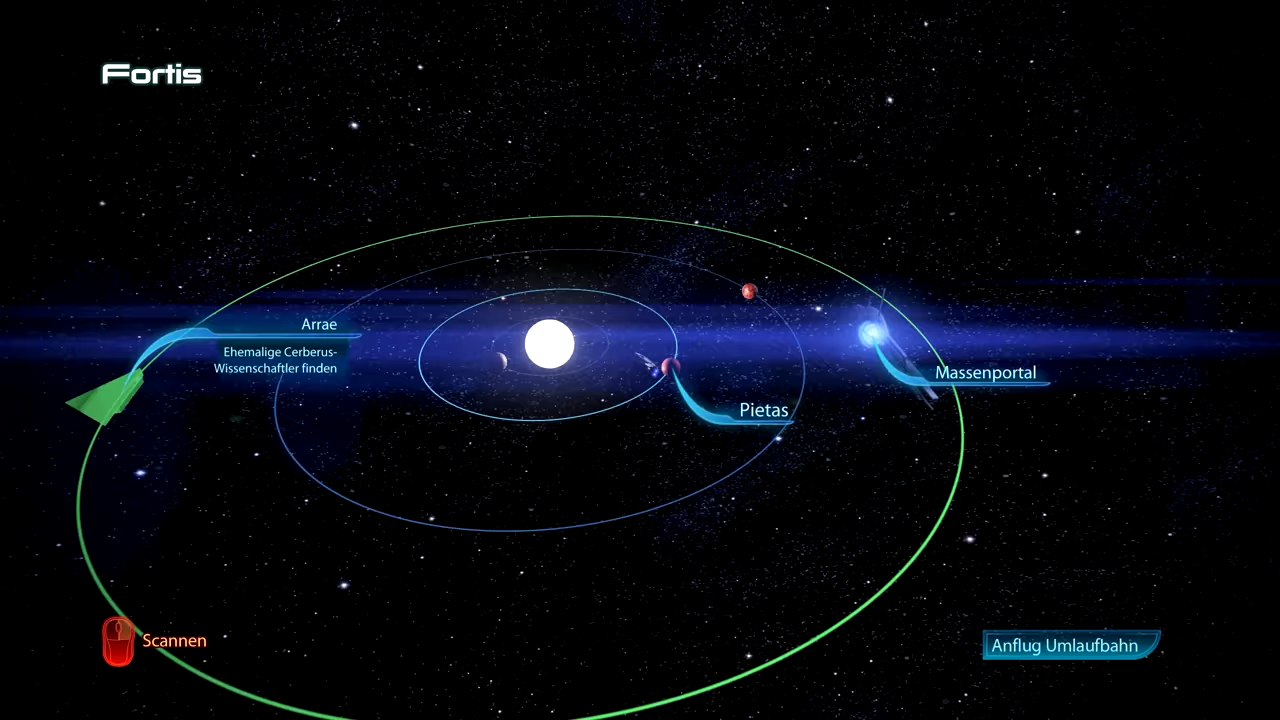 Fortis
Arrae
Ehemalige Cerberus-
Wissenschaftler finden
Massenportal
Pietas
Scannen
Anflug Umlaufbahn